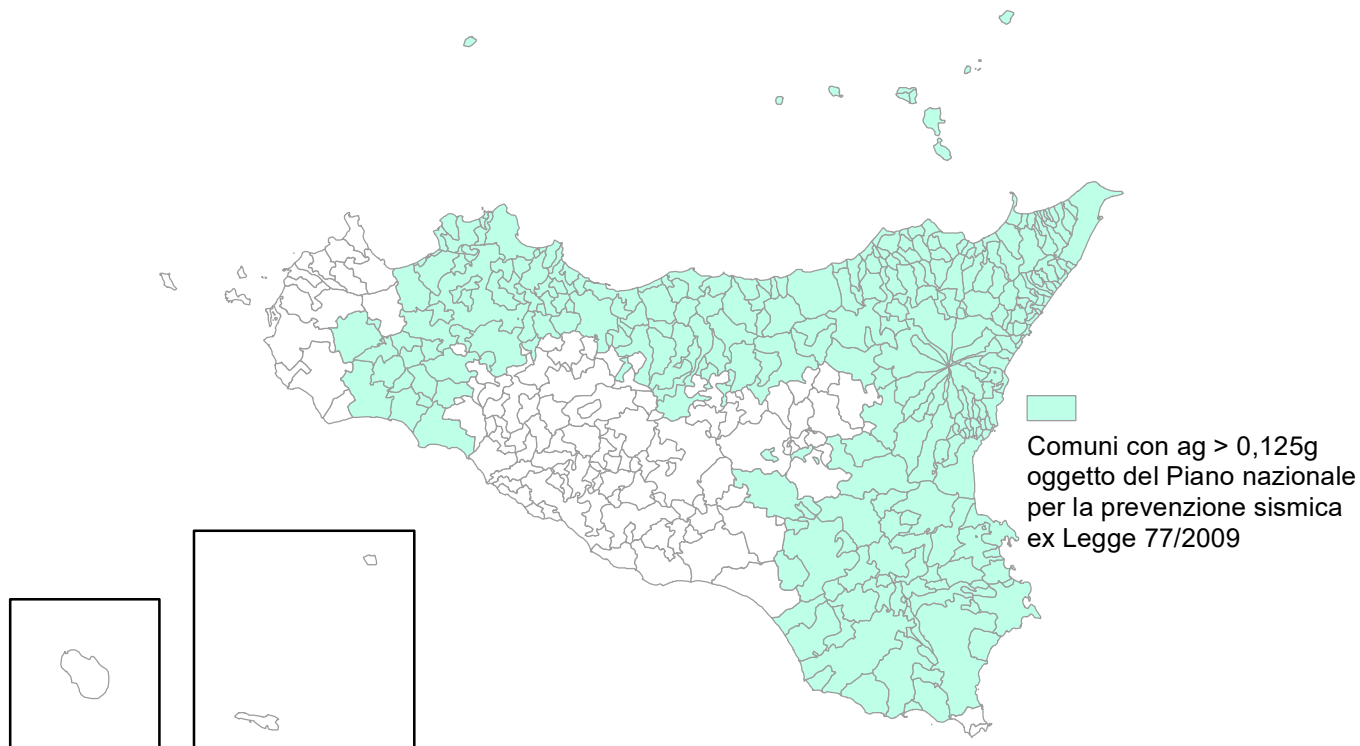 Comuni con ag > 0,125g
oggetto del Piano nazionale
per la prevenzione sismica
ex Legge 77/2009